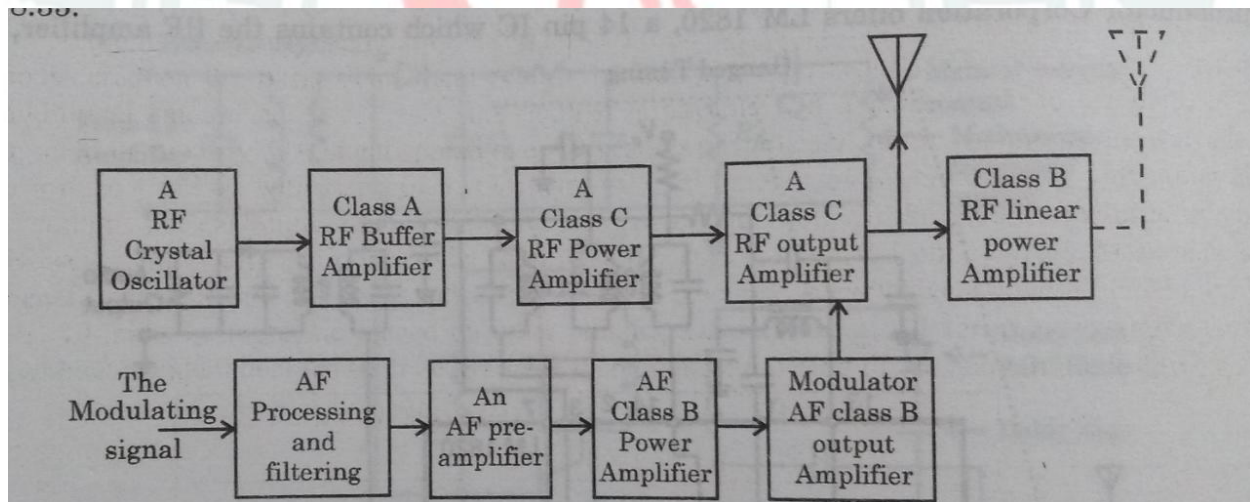 A
RF
Crystal
Oscillator
Class A
RF Buffer
Amplifier
A
Class C
RF Power
Amplifier
A
Class C
RF output
Amplifier
Class B
RF linear
power
Amplifier
The
Modulating
signal
AF
Processing
and
filtering
An
AF pre-
amplifier
AF
Class B
Power
Amplifier
Modulator
AF class B
output
Amplifier